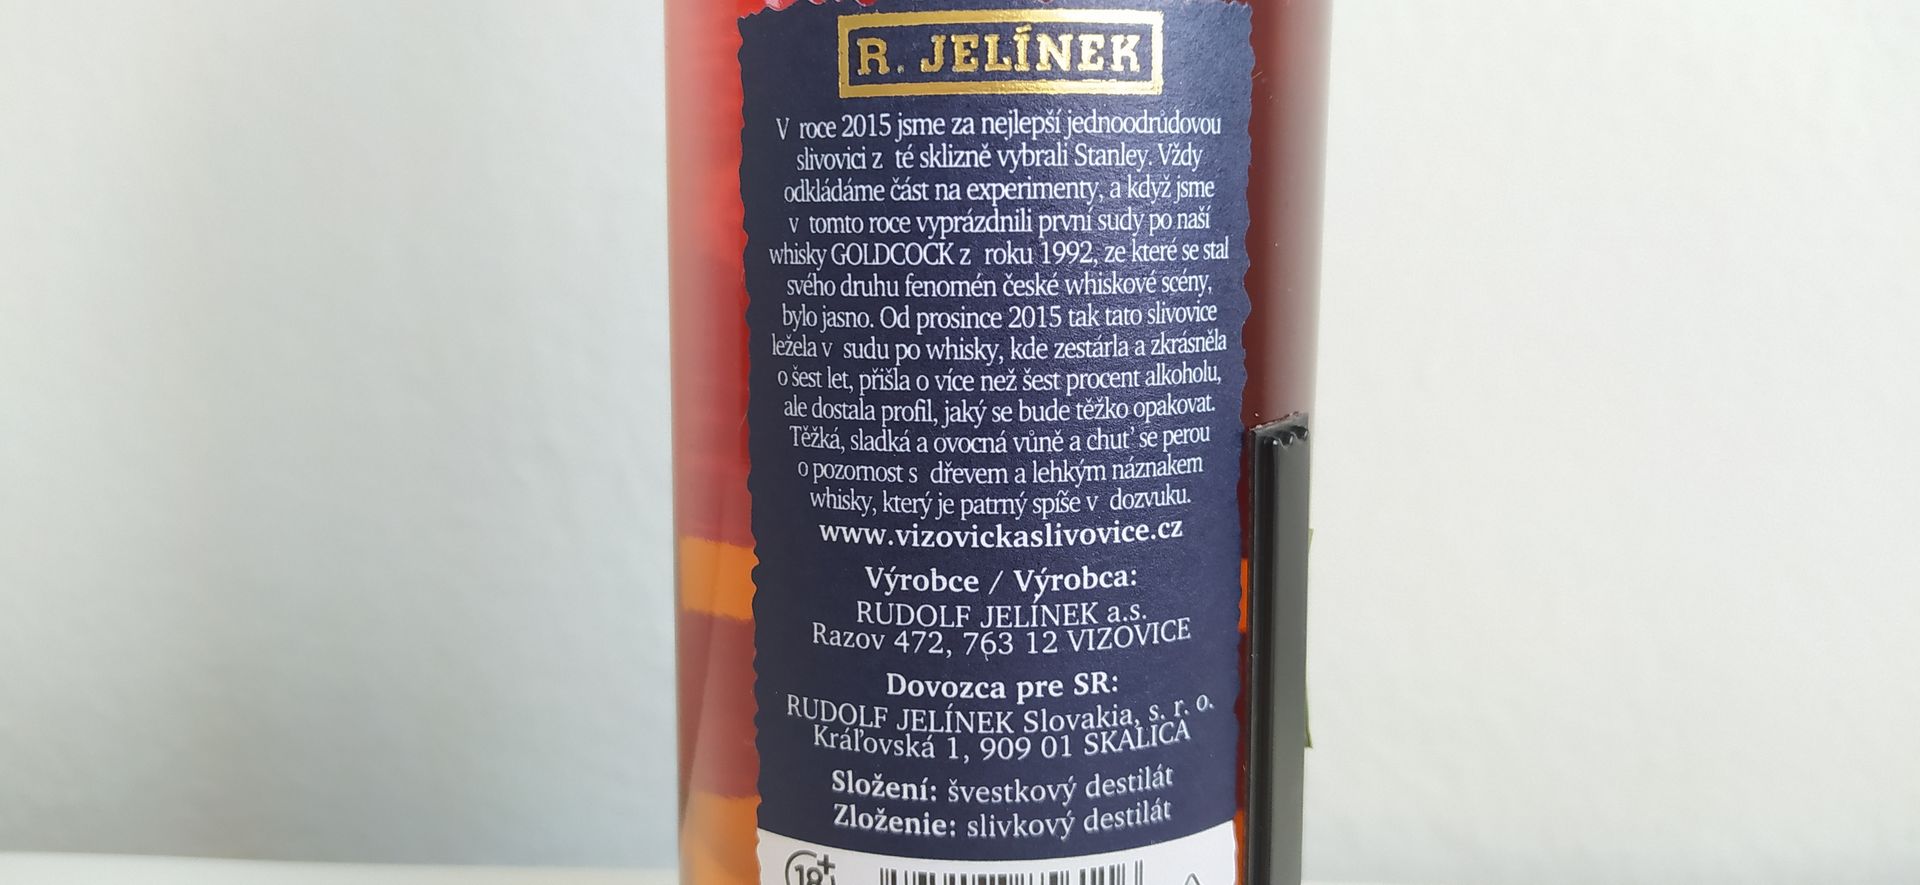 R. JELÍNEK
V roce 2015 jsme za nejlepší jednoodrůdovou
slivovici z té sklizně vybrali Stanley. Vždy
odkládáme část na experimenty, a když jsme
v tomto roce vyprázdnili první sudy po naší
whisky GOLDCOCK z roku 1992, ze které se stal
svého druhu fenomén české whiskové scény,
bylo jasno. Od prosince 2015 tak tato slivovice
ležela v sudu po whisky, kde zestárla a zkrásněla
o šest let, přišla o více než šest procent alkoholu,
ale dostala profil, jaký se bude těžko opakovat.
Těžká, sladká a ovocná vůně a chuť se perou
o pozornost s dřevem a lehkým náznakem
whisky, který je patrný spíše v dozvuku.
www.vizovickaslivovice.cz
Výrobce / Výrobca:
RUDOLF JELÍNEK a.s.
Razov 472, 763 12 VIZOVICE
Dovozca pre SR:
RUDOLF JELÍNEK Slovakia, s. r. o.
Kráľovská 1, 909 01 SKALICA
Složení: švestkový destilát
Zloženie: slivkový destilát
18+